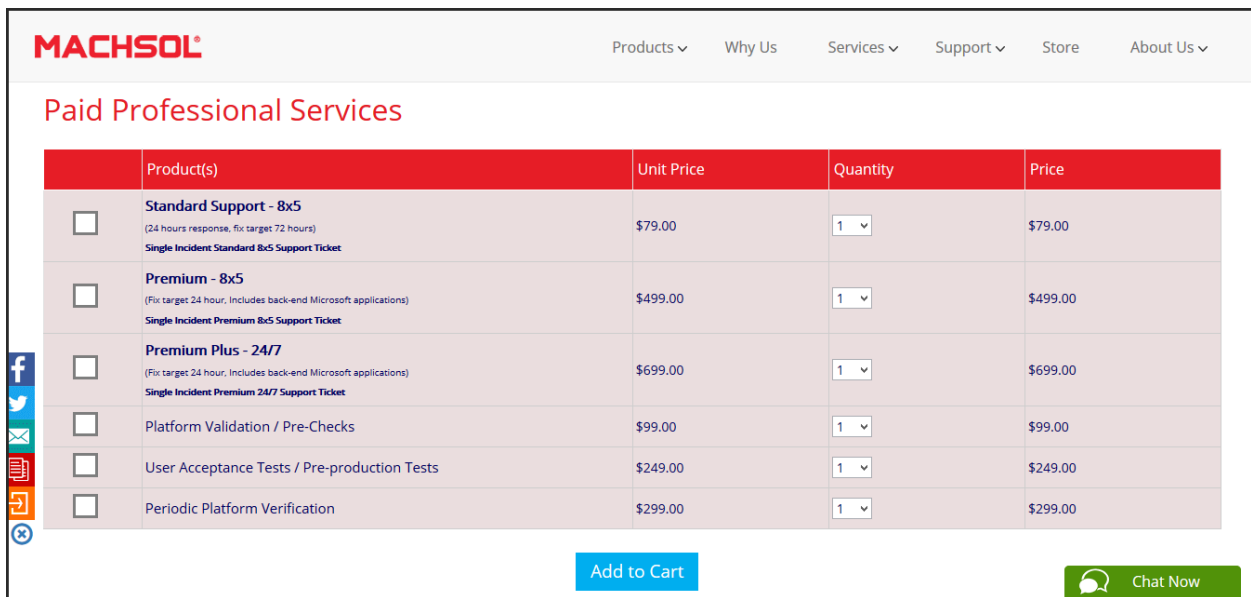 MACHSOL®
Products Why Us Services Support Store About Us
Paid Professional Services
Product(s) Unit Price Quantity Price
Standard Support - 8x5
(24 hours response, fix target 72 hours)
Single Incident Standard 8x5 Support Ticket
$79.00 1 $79.00
Premium - 8x5
(Fix target 24 hour, Includes back-end Microsoft applications)
Single Incident Premium 8x5 Support Ticket
$499.00 1 $499.00
Premium Plus - 24/7
(Fix target 24 hour, Includes back-end Microsoft applications)
Single Incident Premium 24/7 Support Ticket
$699.00 1 $699.00
Platform Validation / Pre-Checks $99.00 1 $99.00
User Acceptance Tests / Pre-production Tests $249.00 1 $249.00
Periodic Platform Verification $299.00 1 $299.00
Add to Cart
Chat Now